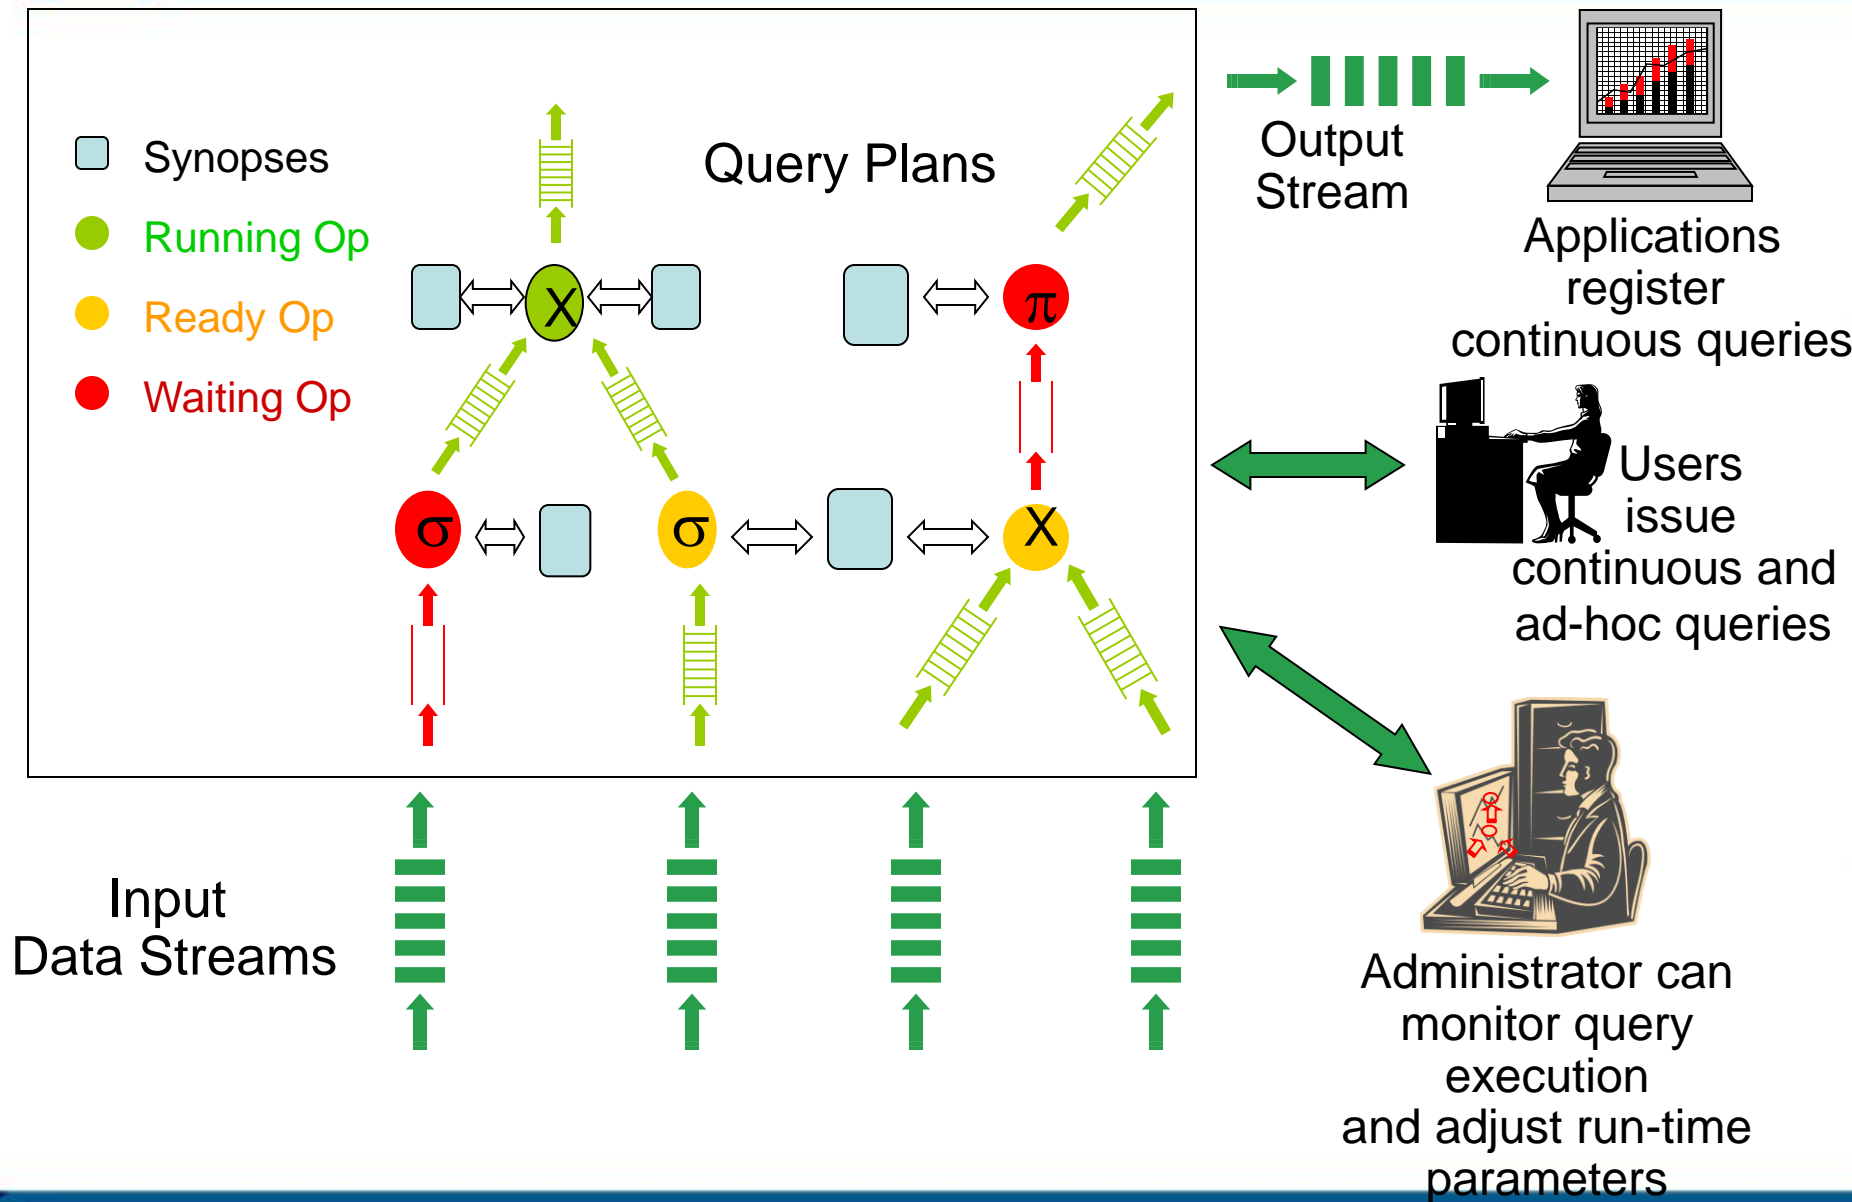 Synopses
Running Op
Ready Op
Waiting Op
Query Plans
X
π
σ
σ
X
Input
Data Streams
Output
Stream
Applications
register
continuous queries
Users
issue
continuous and
ad-hoc queries
Administrator can
monitor query
execution
and adjust run-time
parameters